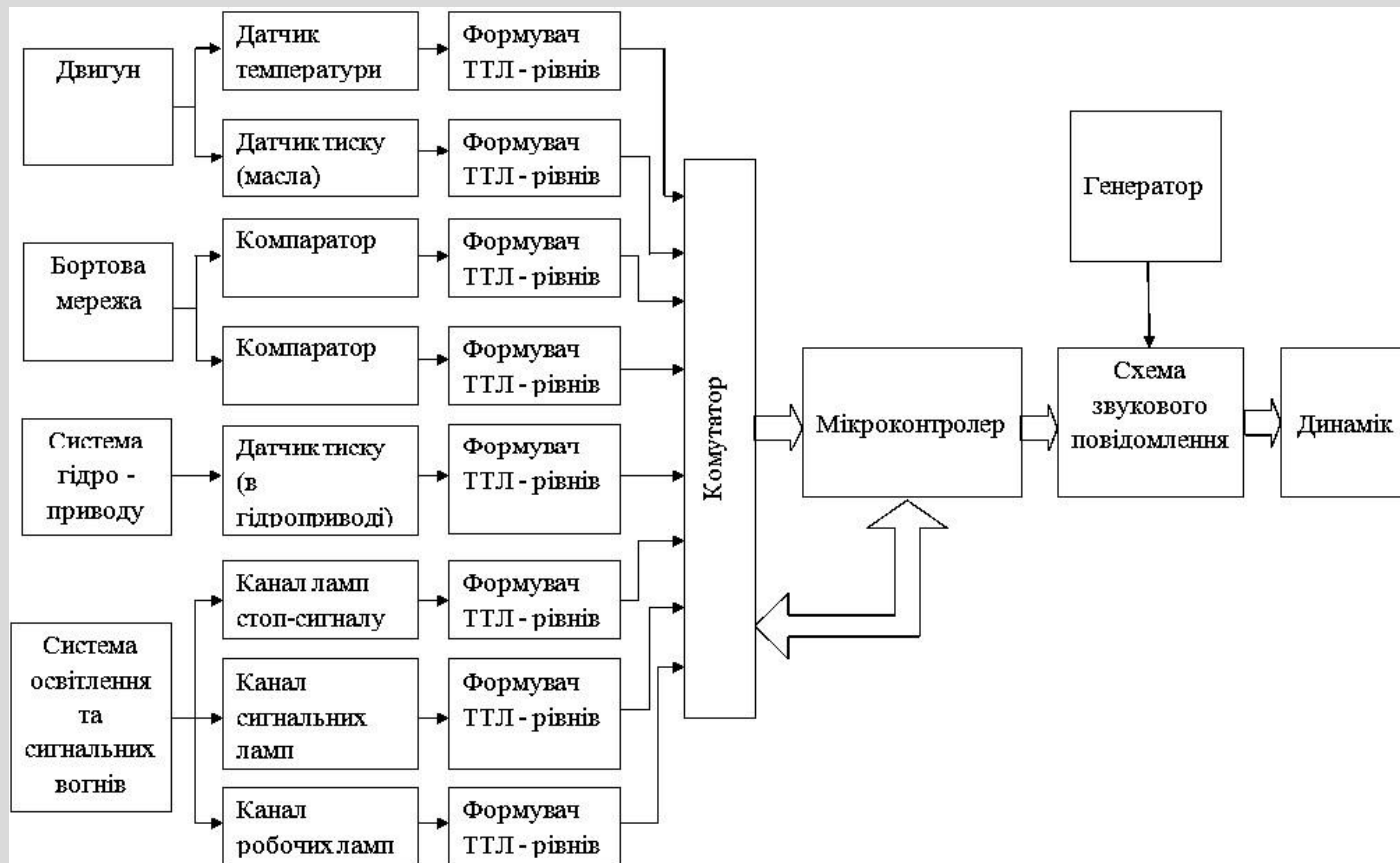 Двигун
Датчик
температури
Формувач
ТТЛ - рівнів
Датчик тиску
(масла)
Формувач
ТТЛ - рівнів
Бортова
мережа
Компаратор
Формувач
ТТЛ - рівнів
Компаратор
Формувач
ТТЛ - рівнів
Система
гідро -
приводу
Датчик тиску
(в
гідроприводі)
Формувач
ТТЛ - рівнів
Система
освітлення
та
сигнальних
вогнів
Канал ламп
стоп-сигналу
Формувач
ТТЛ - рівнів
Канал
сигнальних
ламп
Формувач
ТТЛ - рівнів
Канал
робочих ламп
Формувач
ТТЛ - рівнів
Комутатор
Мікроконтролер
Генератор
Схема
звукового
повідомлення
Динамік